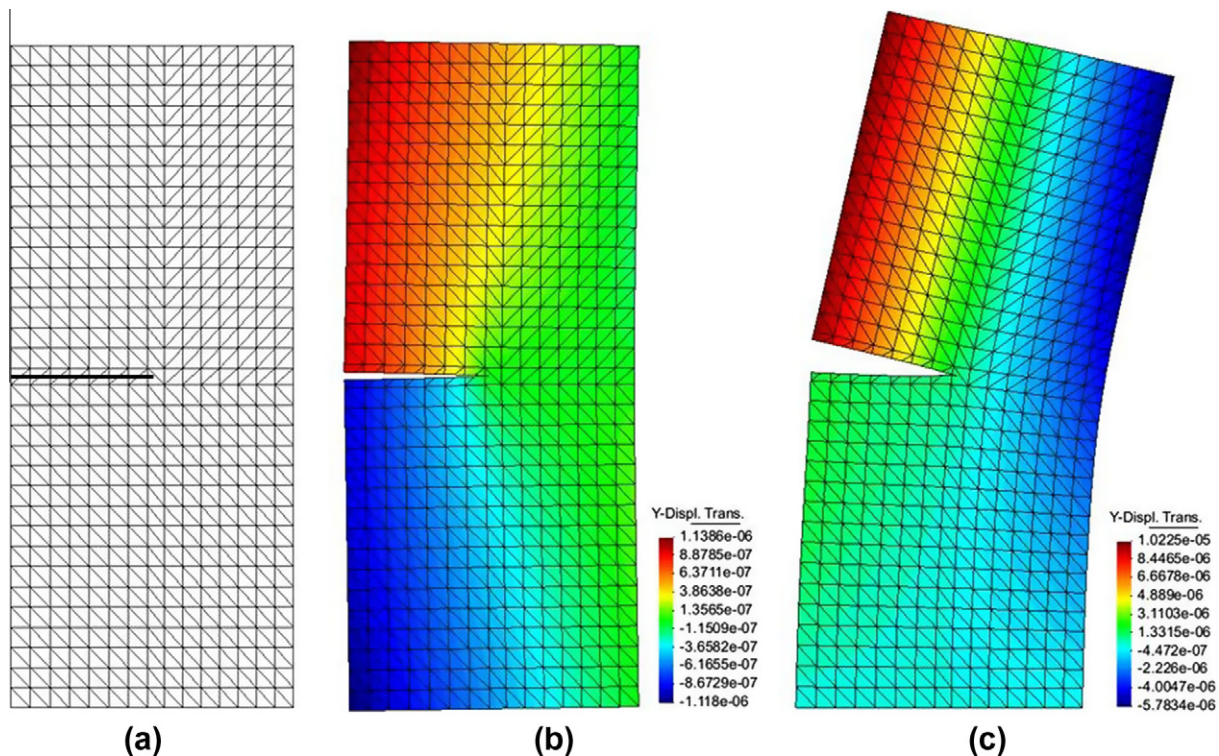 Y-Displ. Trans.
1.1386e-06
8.8785e-07
6.3711e-07
3.8638e-07
1.3565e-07
-1.1509e-07
-3.6582e-07
-6.1655e-07
-8.6729e-07
-1.118e-06
Y-Displ. Trans.
1.0225e-05
8.4465e-06
6.6678e-06
4.889e-06
3.1103e-06
1.3315e-06
-4.472e-07
-2.226e-06
-4.0047e-06
-5.7834e-06
(a)
(b)
(c)